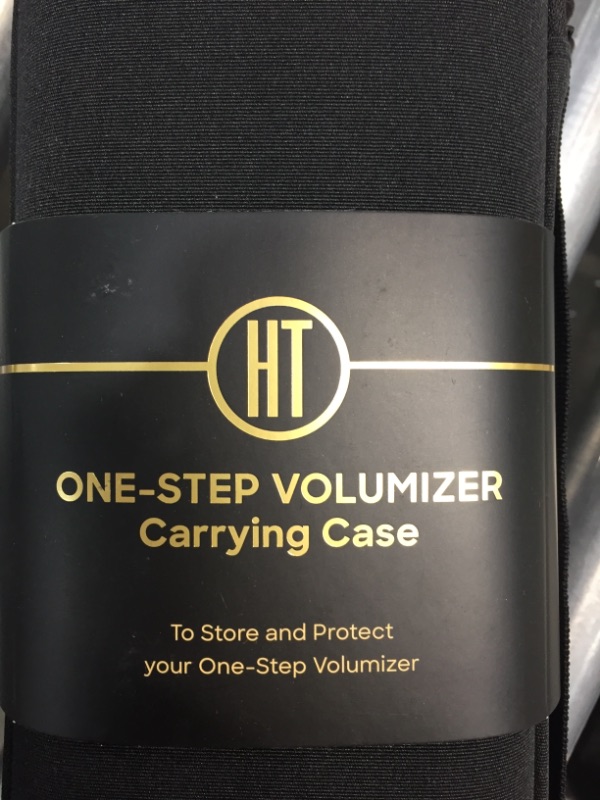 HT
ONE-STEP VOLUMIZER
Carrying Case
To Store and Protect
your One-Step Volumizer